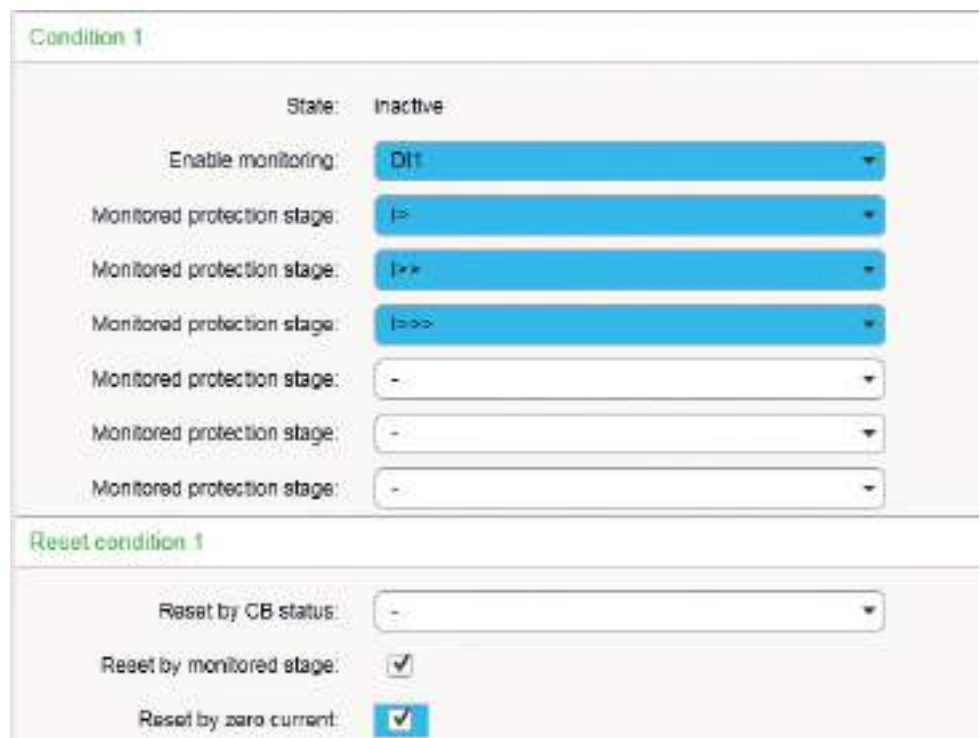 Condition 1
State: Inactive
Enable monitoring: DI1
Monitored protection stage: I>
Monitored protection stage: I>>
Monitored protection stage: I>>>
Monitored protection stage: -
Monitored protection stage: -
Monitored protection stage: -
Reset condition 1
Reset by CB status: -
Reset by monitored stage:
Reset by zero current: